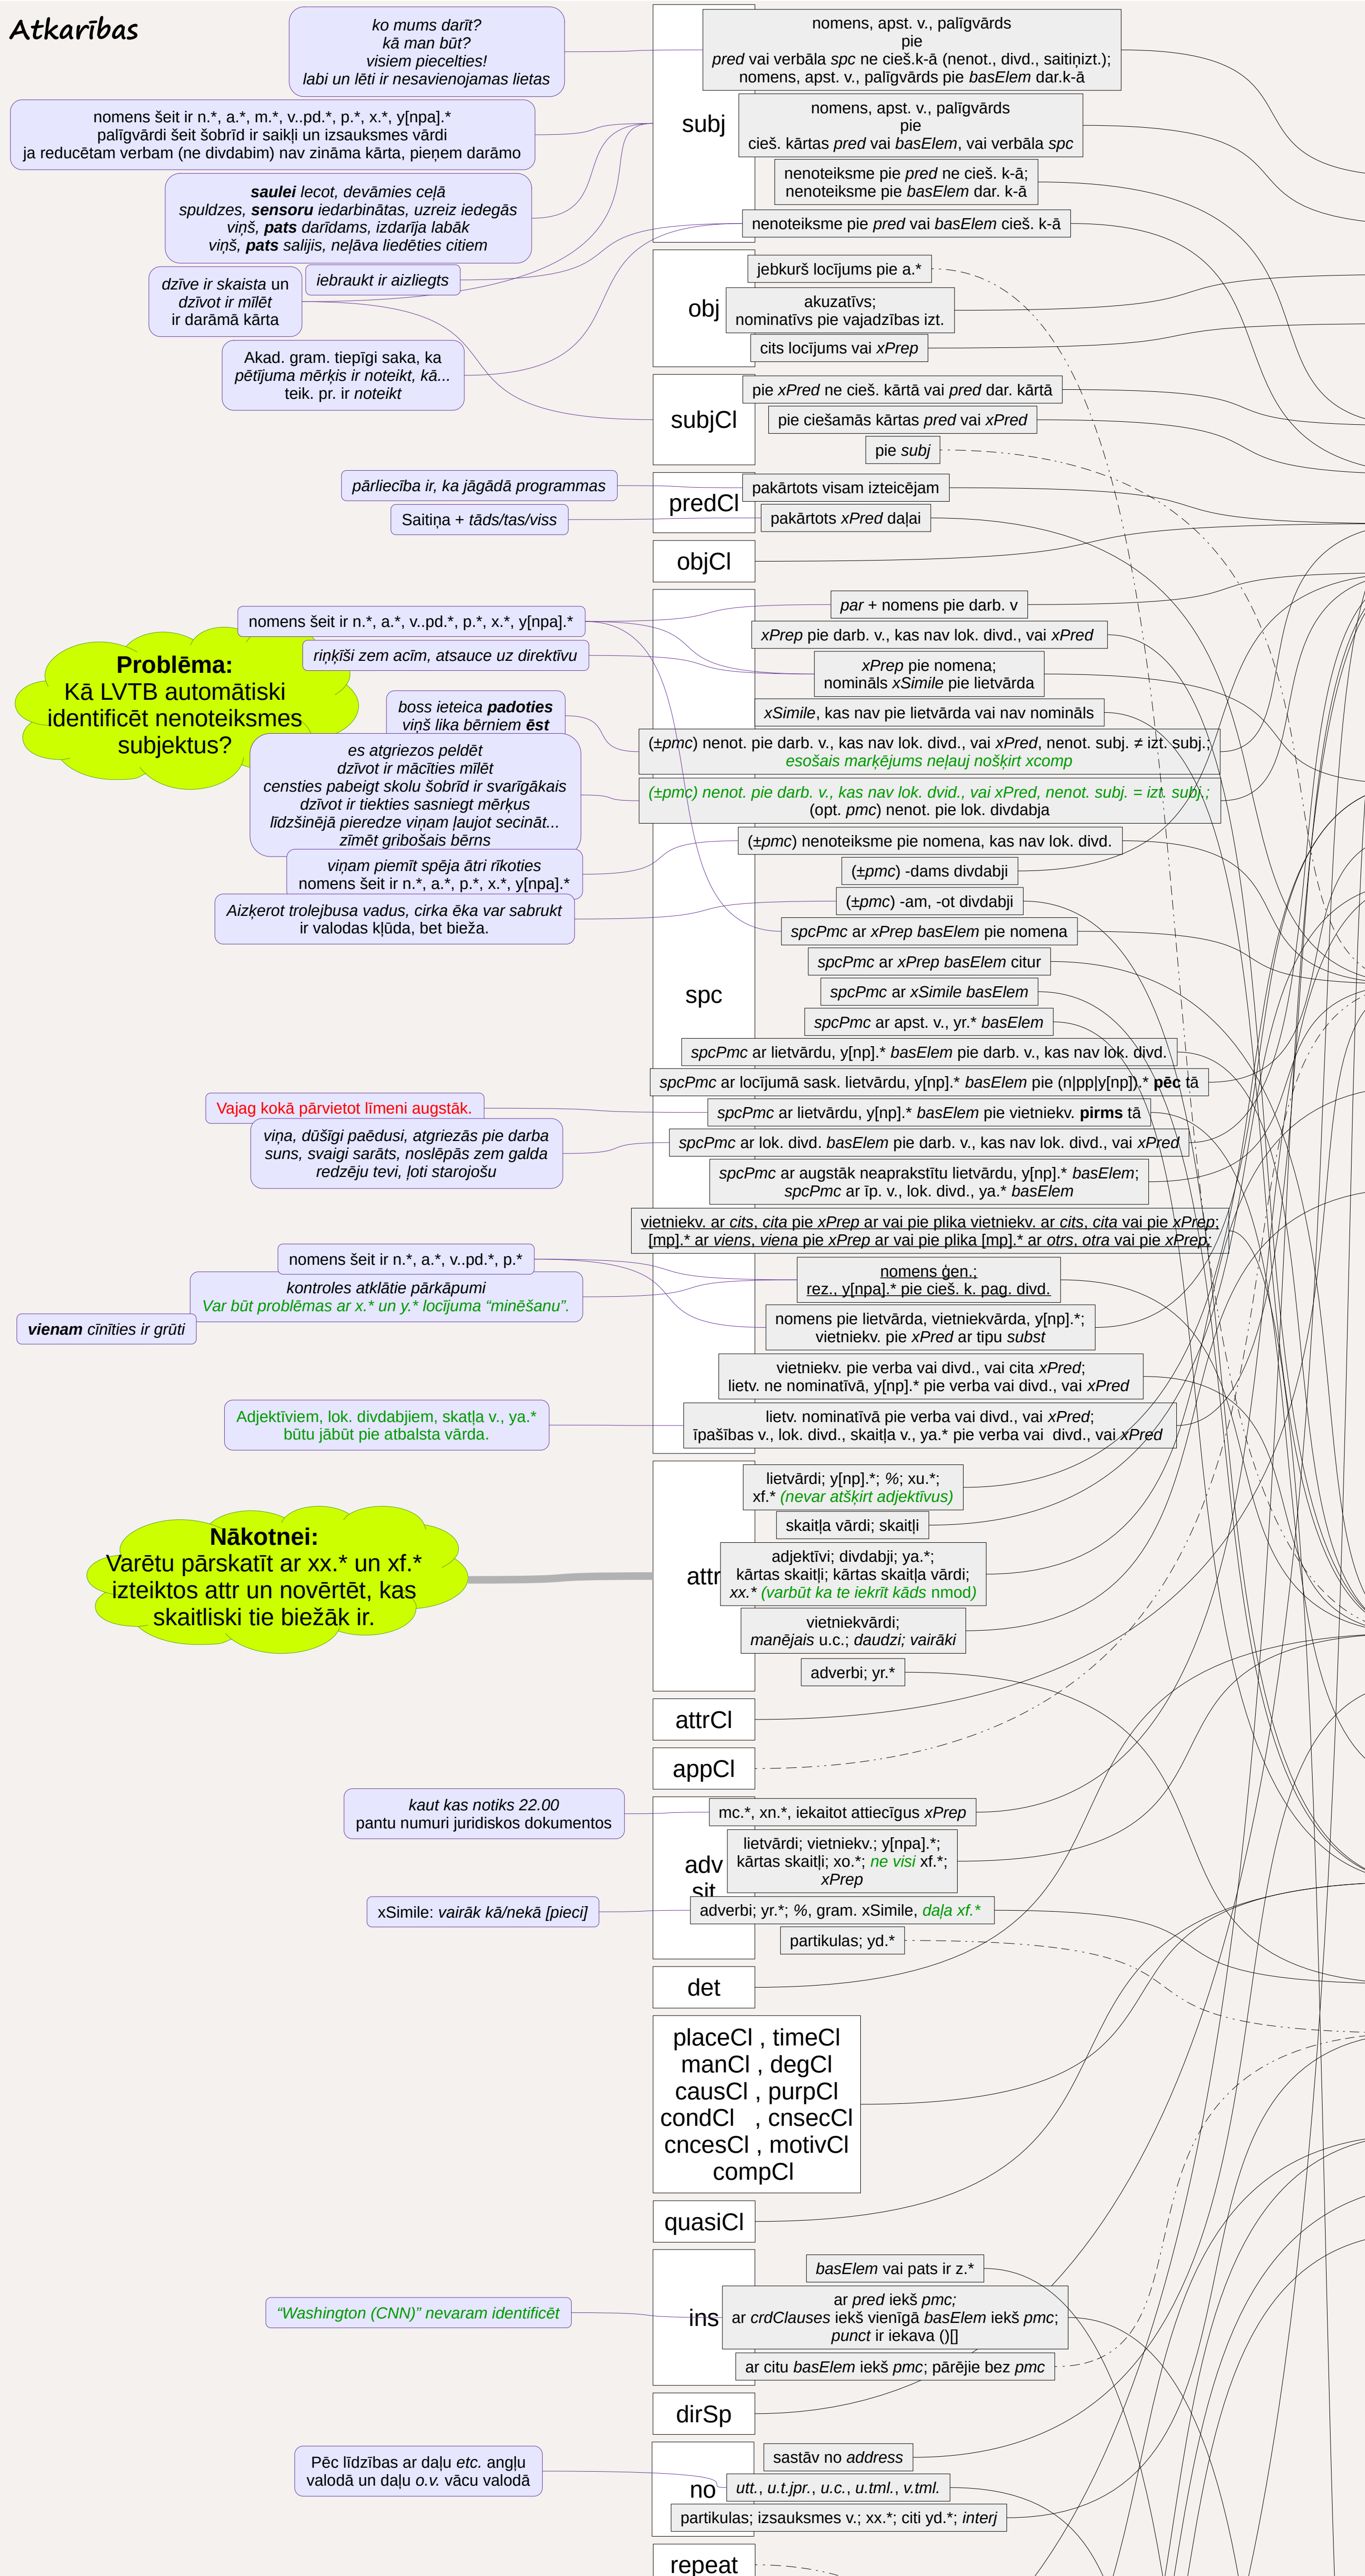 Atkarības
ko mums darīt?
kā man būt?
visiem piecelties!
labi un lēti ir nesavienojamas lietas
nomens šeit ir n.*, a.*, m.*, v..pd.*, p.*, x.*, y[npa].*
palīgvārdi šeit šobrīd ir saikļi un izsauksmes vārdi
ja reducētam verbam (ne divdabim) nav zināma kārta, pieņem darāmo
saulei lecot, devāmies ceļā
spuldzes, sensoru iedarbinātas, uzreiz iedegās
viņš, pats darīdams, izdarīja labāk
viņš, pats salijis, neļāva liedēties citiem
dzīve ir skaista un
dzīvot ir mīlēt
ir darāmā kārta
iebraukt ir aizliegts
Akad. gram. tiepīgi saka, ka
pētījuma mērķis ir noteikt, kā...
teik. pr. ir noteikt
subj
nomens, apst. v., palīgvārds
pie
pred vai verbāla spc ne cieš.k-ā (nenot., divd., saitiņizt.);
nomens, apst. v., palīgvārds pie basElem dar.k-ā
nomens, apst. v., palīgvārds
pie
cieš. kārtas pred vai basElem, vai verbāla spc
nenoteiksme pie pred ne cieš. k-ā;
nenoteiksme pie basElem dar. k-ā
nenoteiksme pie pred vai basElem cieš. k-ā
obj
jebkurš locījums pie a.*
akuzatīvs;
nominatīvs pie vajadzības izt.
cits locījums vai xPrep
subjCl
pie xPred ne cieš. kārtā vai pred dar. kārtā
pie ciešamās kārtas pred vai xPred
pie subj
pārliecība ir, ka jāgādā programmas
Saitiņa + tāds/tas/viss
predCl
pakārtots visam izteicējam
pakārtots xPred daļai
objCl
Problēma:
Kā LVTB automātiski
identificēt nenoteiksmes
subjektus?
nomens šeit ir n.*, a.*, v..pd.*, p.*, x.*, y[npa].*
riņķīši zem acīm, atsauce uz direktīvu
boss ieteica padoties
viņš lika bērniem ēst
es atgriezos peldēt
dzīvot ir mācīties mīlēt
censties pabeigt skolu šobrīd ir svarīgākais
dzīvot ir tiekties sasniegt mērķus
līdzšinējā pieredze viņam ļaujot secināt...
zīmēt gribošais bērns
viņam piemīt spēja ātri rīkoties
nomens šeit ir n.*, a.*, p.*, x.*, y[npa].*
Aizķerot trolejbusa vadus, cirka ēka var sabrukt
ir valodas kļūda, bet bieža.
spc
par + nomens pie darb. v
xPrep pie darb. v., kas nav lok. divd., vai xPred
xPrep pie nomena;
nomināls xSimile pie lietvārda
xSimile, kas nav pie lietvārda vai nav nomināls
(±pmc) nenot. pie darb. v., kas nav lok. divd., vai xPred, nenot. subj. ≠ izt. subj.;
esošais marķējums neļauj nošķirt xcomp
(±pmc) nenot. pie darb. v., kas nav lok. dvid., vai xPred, nenot. subj. = izt. subj.;
(opt. pmc) nenot. pie lok. divdabja
(±pmc) nenoteiksme pie nomena, kas nav lok. divd.
(±pmc) -dams divdabji
(±pmc) -am, -ot divdabji
spcPmc ar xPrep basElem pie nomena
spcPmc ar xPrep basElem citur
spcPmc ar xSimile basElem
spcPmc ar apst. v., yr.* basElem
spcPmc ar lietvārdu, y[np].* basElem pie darb. v., kas nav lok. divd.
spcPmc ar locījumā sask. lietvārdu, y[np].* basElem pie (n|pp|y[np]).* pēc tā
spcPmc ar lietvārdu, y[np].* basElem pie vietniekv. pirms tā
spcPmc ar lok. divd. basElem pie darb. v., kas nav lok. divd., vai xPred
spcPmc ar augstāk neaprakstītu lietvārdu, y[np].* basElem;
spcPmc ar īp. v., lok. divd., ya.* basElem
vietniekv. ar cits, cita pie xPrep ar vai pie plika vietniekv. ar cits, cita vai pie xPrep;
[mp].* ar viens, viena pie xPrep ar vai pie plika [mp].* ar otrs, otra vai pie xPrep;
nomens ģen.;
rez., y[npa].* pie cieš. k. pag. divd.
nomens pie lietvārda, vietniekvārda, y[np].*;
vietniekv. pie xPred ar tipu subst
vietniekv. pie verba vai divd., vai cita xPred;
lietv. ne nominatīvā, y[np].* pie verba vai divd., vai xPred
lietv. nominatīvā pie verba vai divd., vai xPred;
īpašības v., lok. divd., skaitļa v., ya.* pie verba vai divd., vai xPred
Vajag kokā pārvietot līmeni augstāk.
viņa, dūšīgi paēdusi, atgriezās pie darba
suns, svaigi sarāts, noslēpās zem galda
redzēju tevi, ļoti starojošu
nomens šeit ir n.*, a.*, v..pd.*, p.*
kontroles atklātie pārkāpumi
Var būt problēmas ar x.* un y.* locījuma “minēšanu”.
vienam cīnīties ir grūti
Adjektīviem, lok. divdabjiem, skatļa v., ya.*
būtu jābūt pie atbalsta vārda.
Nākotnei:
Varētu pārskatīt ar xx.* un xf.*
izteiktos attr un novērtēt, kas
skaitliski tie biežāk ir.
attr
lietvārdi; y[np].*; %; xu.*;
xf.* (nevar atšķirt adjektīvus)
skaitļa vārdi; skaitļi
adjektīvi; divdabji; ya.*;
kārtas skaitļi; kārtas skaitļa vārdi;
xx.* (varbūt ka te iekrīt kāds nmod)
vietniekvārdi;
manējais u.c.; daudzi; vairāki
adverbi; yr.*
attrCl
appCl
kaut kas notiks 22.00
pantu numuri juridiskos dokumentos
xSimile: vairāk kā/nekā [pieci]
adv
sit
mc.*, xn.*, iekaitot attiecīgus xPrep
lietvārdi; vietniekv.; y[npa].*;
kārtas skaitļi; xo.*; ne visi xf.*;
xPrep
adverbi; yr.*; %, gram. xSimile, daļa xf.*
partikulas; yd.*
det
placeCl , timeCl
manCl , degCl
causCl , purpCl
condCl , cnsecCl
cncesCl , motivCl
compCl
quasiCl
“Washington (CNN)” nevaram identificēt
ins
basElem vai pats ir z.*
ar pred iekš pmc;
ar crdClauses iekš vienīgā basElem iekš pmc;
punct ir iekava ()[]
ar citu basElem iekš pmc; pārējie bez pmc
dirSp
Pēc līdzības ar daļu etc. angļu
valodā un daļu o.v. vācu valodā
no
sastāv no address
utt., u.t.jpr., u.c., u.tml., v.tml.
partikulas; izsauksmes v.; xx.*; citi yd.*; interj
repeat